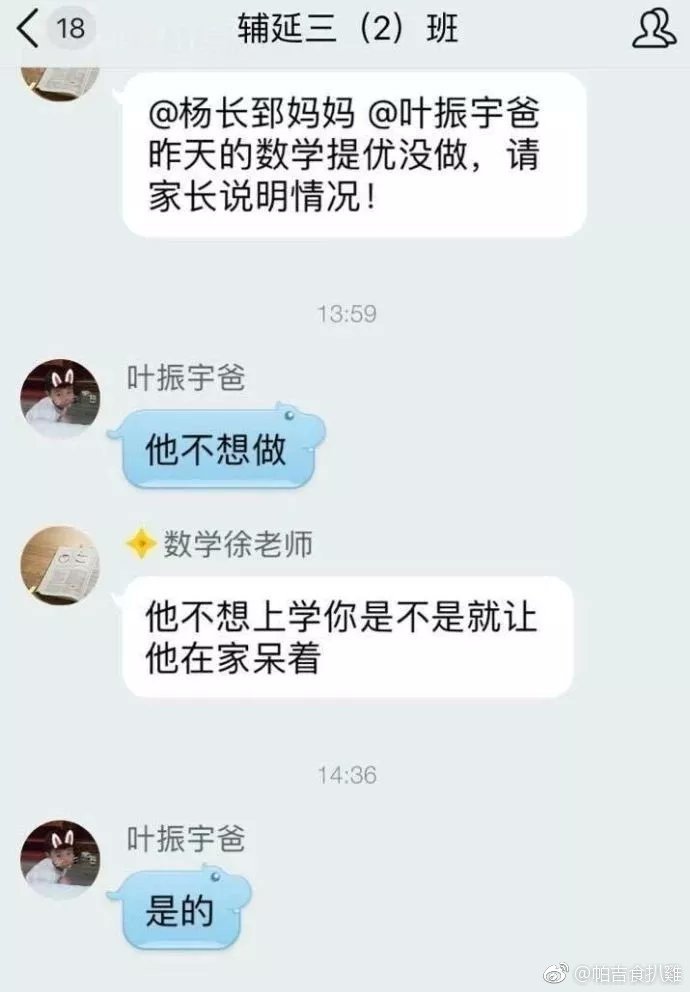 18
辅延三（2）班
@杨长郅妈妈 @叶振宇爸
昨天的数学提优没做，请
家长说明情况！
13:59
叶振宇爸
他不想做
数学徐老师
他不想上学你是不是就让
他在家呆着
14:36
叶振宇爸
是的
@帕吉食扒雞